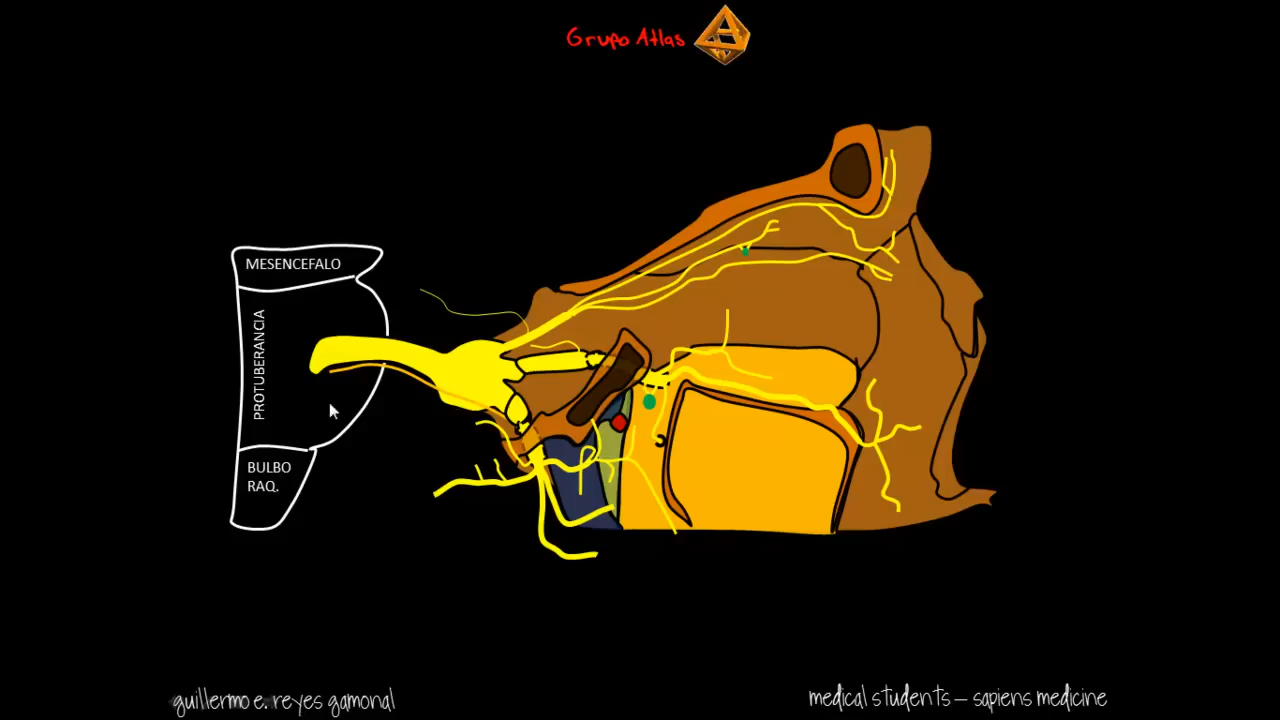 Grupo Atlas
MESENCEFALO
PROTUBERANCIA
BULBO
RAQ.
guillermo e. reyes gamonal
medical students – sapiens medicine